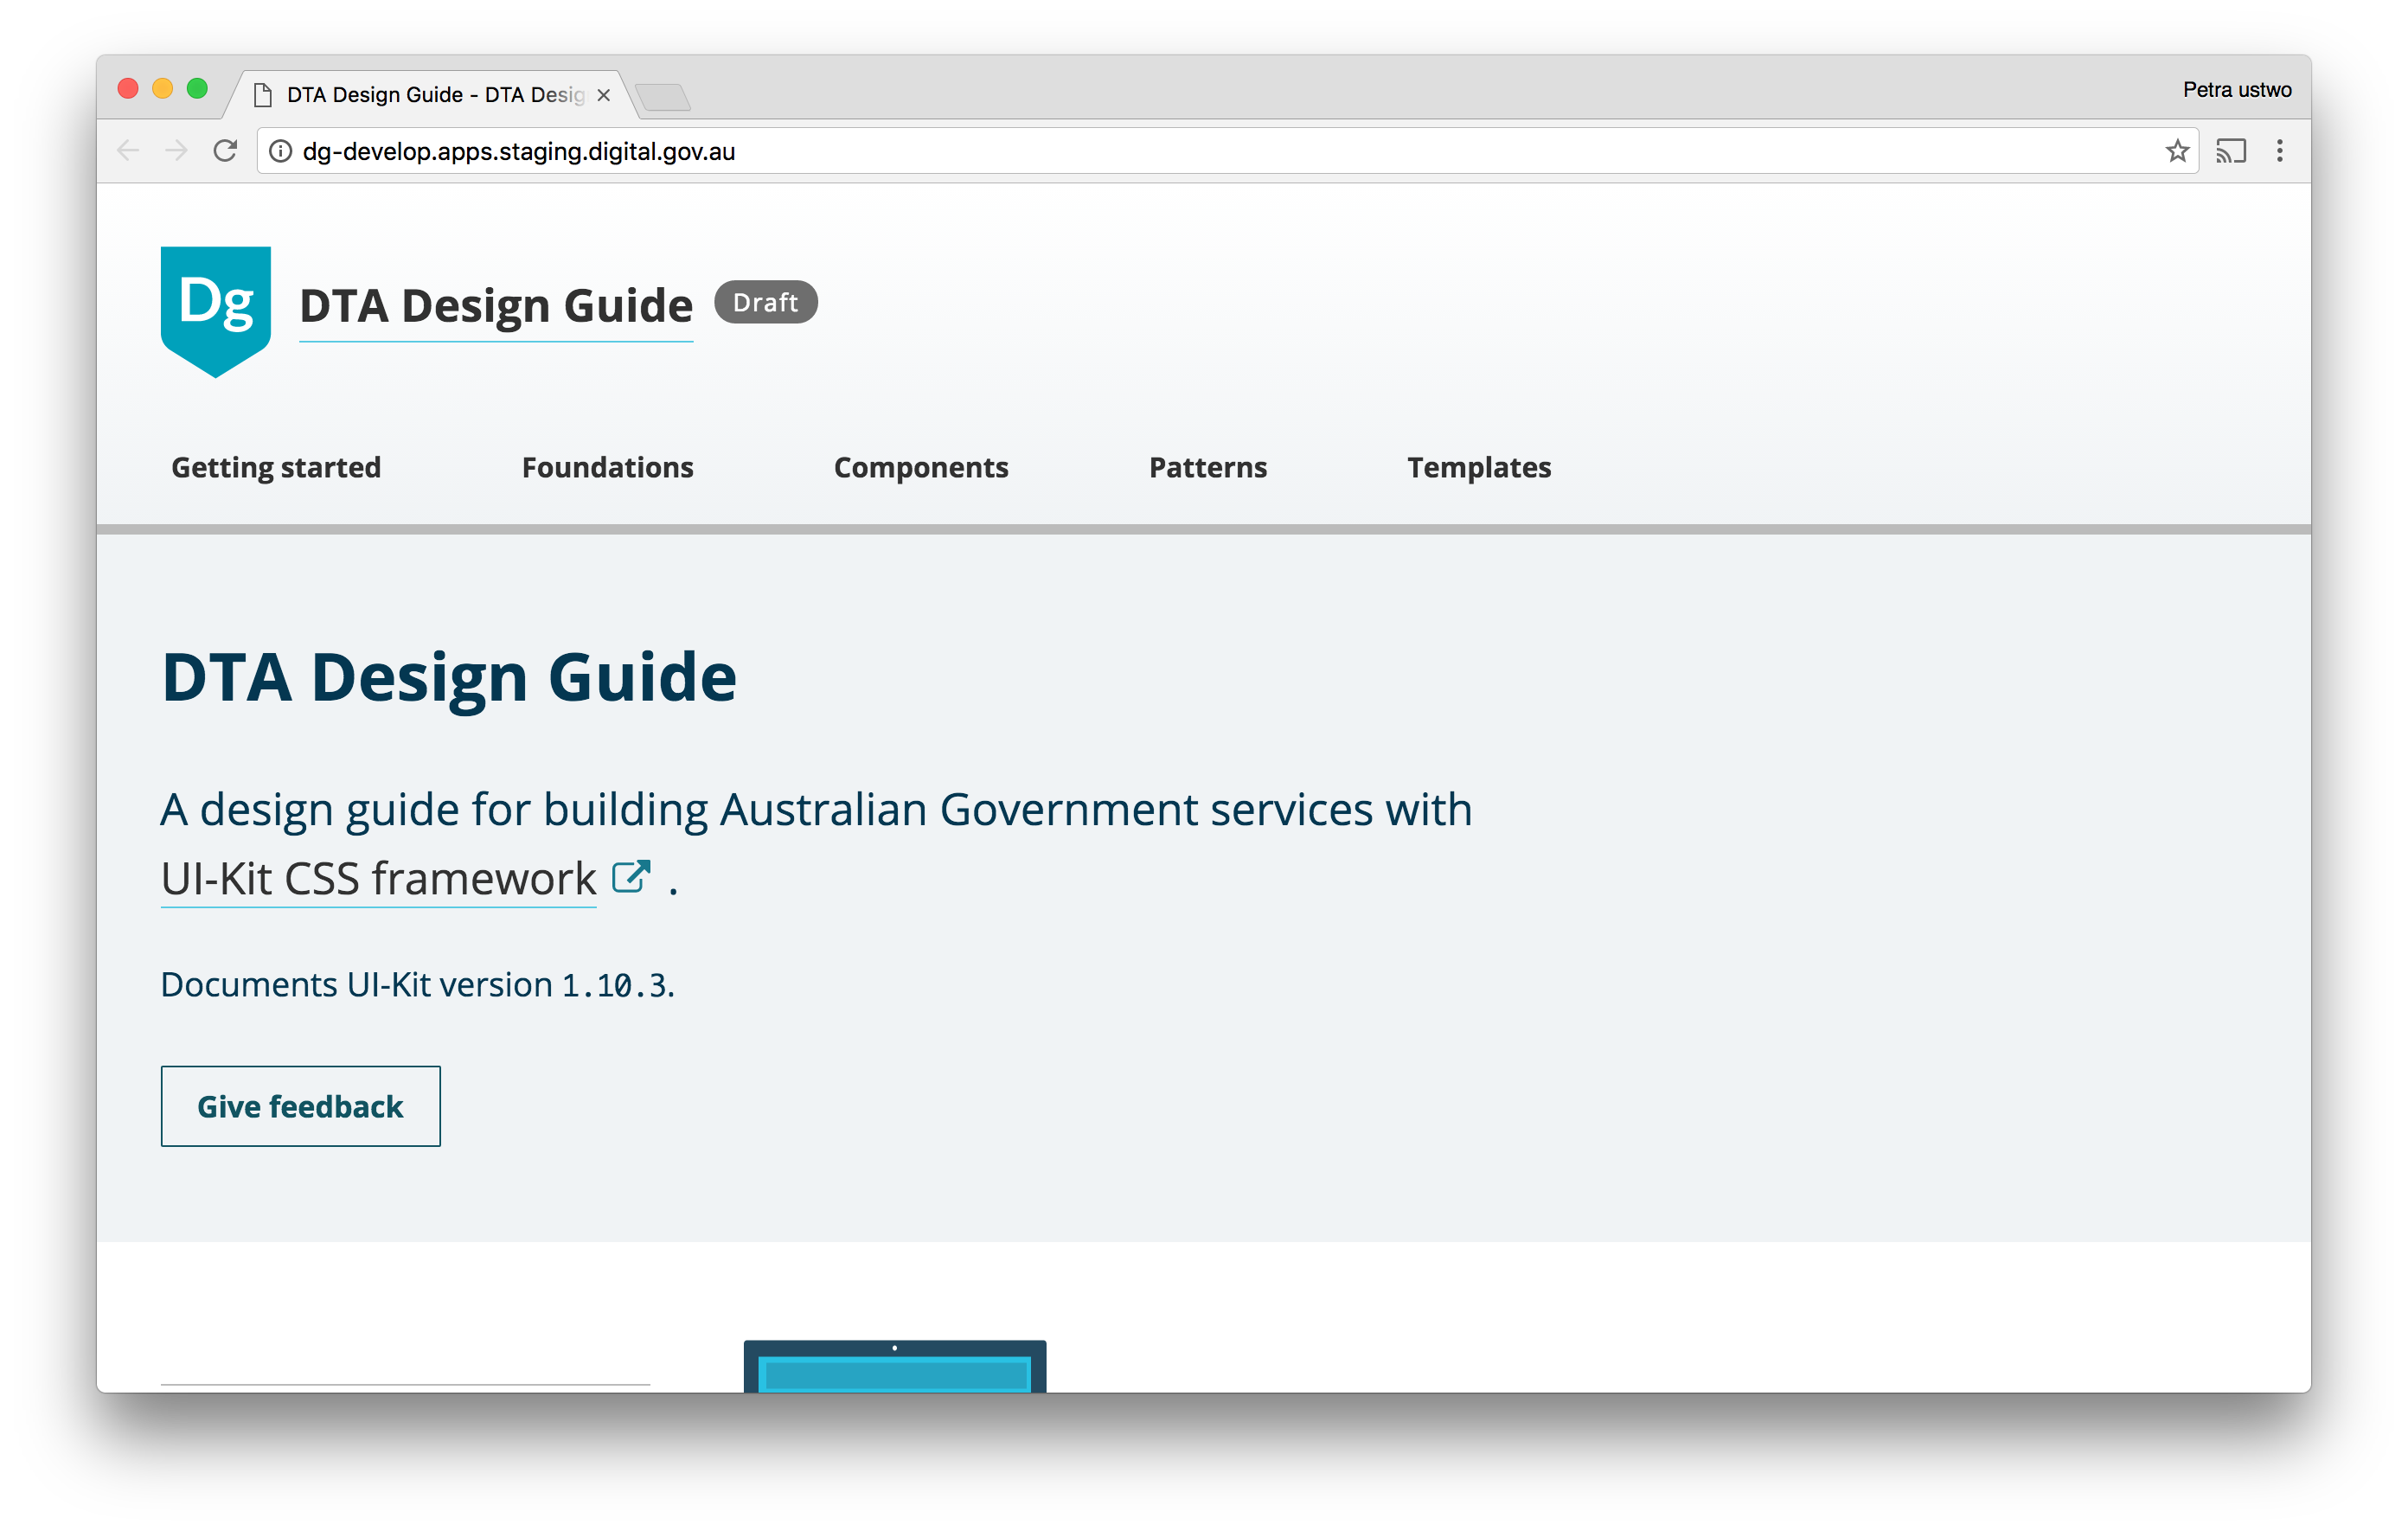 DTA Design Guide - DTA Desig
Petra ustwo
dg-develop.apps.staging.digital.gov.au
Dg
DTA Design Guide
Draft
Getting started
Foundations
Components
Patterns
Templates
DTA Design Guide
A design guide for building Australian Government services with
UI-Kit CSS framework .
Documents UI-Kit version 1.10.3.
Give feedback